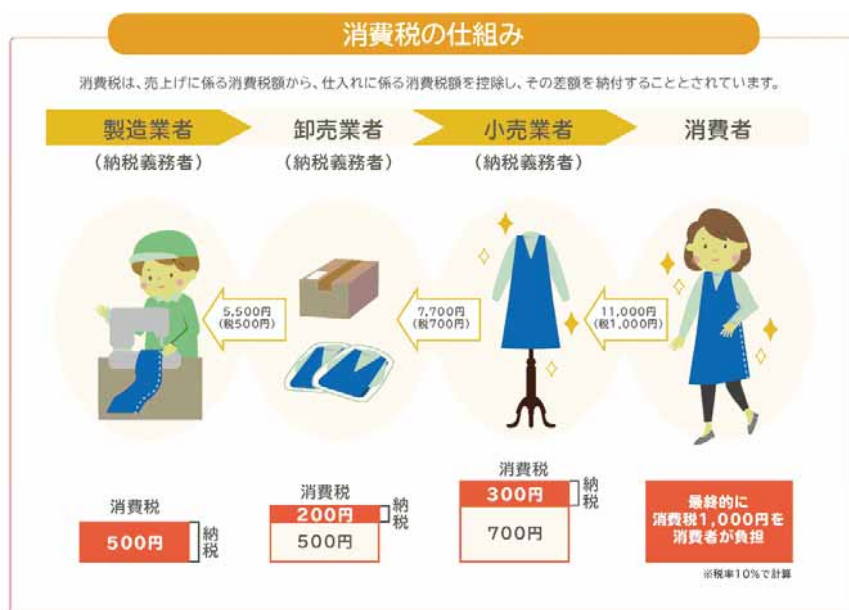 消費税の仕組み
消費税は、売上げに係る消費税額から、仕入れに係る消費税額を控除し、その差額を納付することとされています。
製造業者
(納税義務者)
卸売業者
(納税義務者)
小売業者
(納税義務者)
消費者
5,500円
(税500円)
7,700円
(税700円)
11,000円
(税1,000円)
消費税
500円
納税
消費税
200円
500円
納税
消費税
300円
700円
納税
最終的に
消費税1,000円を
消費者が負担
※税率10%で計算